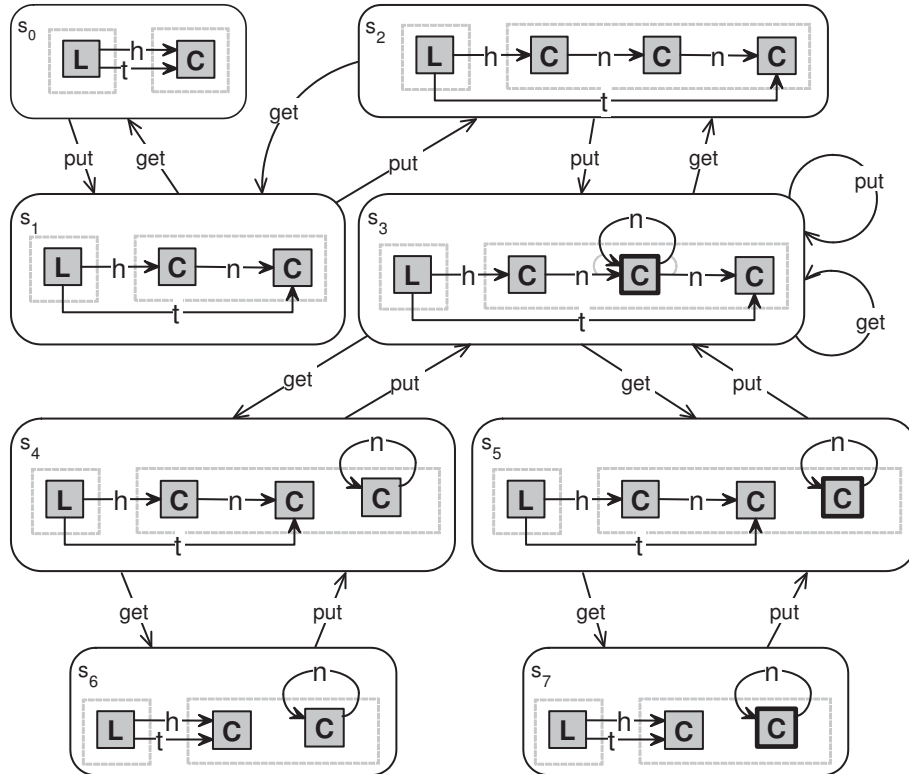 s0
L h t C
put get
s1
L h C n C
t
s2
L h C n C n C
t
get
put
put get
s3
n
L h C n C n C
t
put
get
get put
get put
s4
n
L h C n C C
t
s5
n
L h C n C C
t
get put
get put
s6
n
L h t C C
s7
n
L h t C C